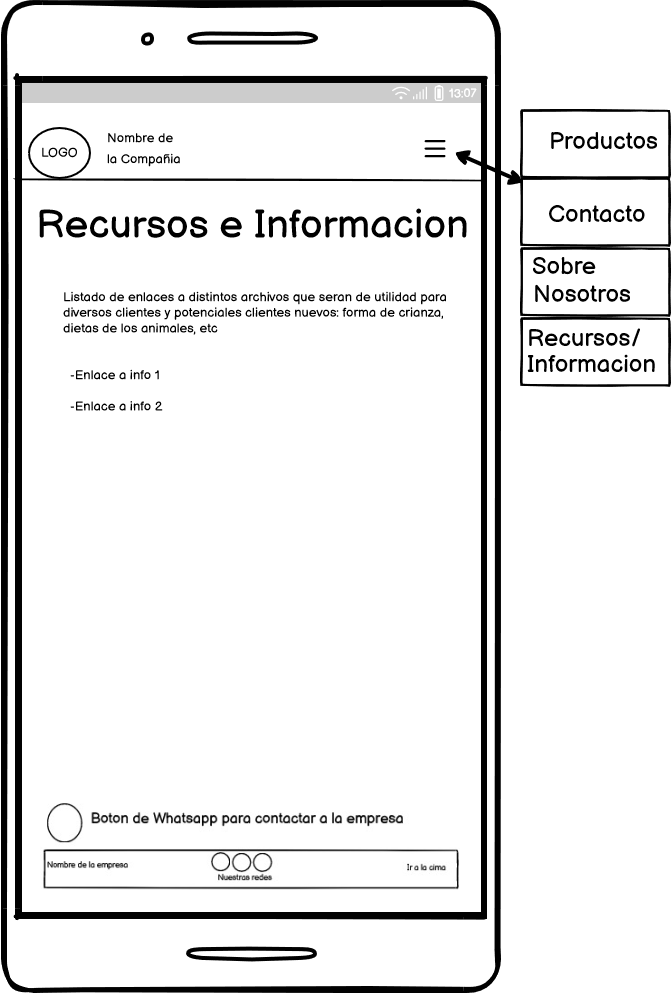 13:07
LOGO
Nombre de
la Compañia
Productos
Contacto
Sobre
Nosotros
Recursos/
Informacion
Recursos e Informacion
Listado de enlaces a distintos archivos que seran de utilidad para
diversos clientes y potenciales clientes nuevos: forma de crianza,
dietas de los animales, etc
-Enlace a info 1
-Enlace a info 2
Boton de Whatsapp para contactar a la empresa
Nombre de la empresa
Nuestras redes
Ir a la cima